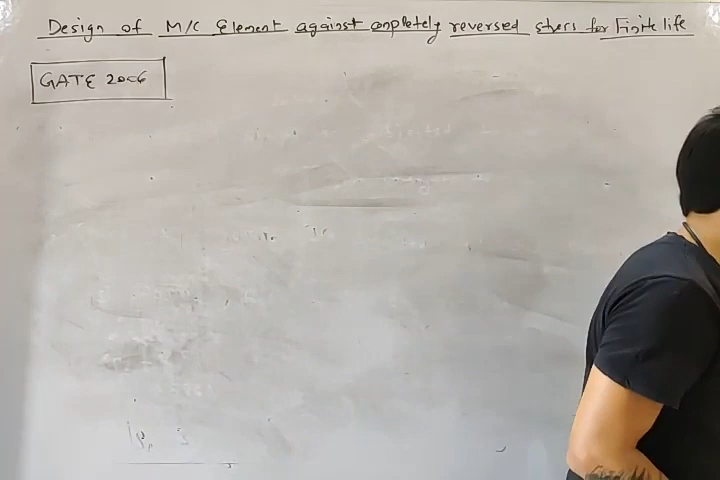 Design of M/C Element against completely reversed stress for Finite life
GATE 2006